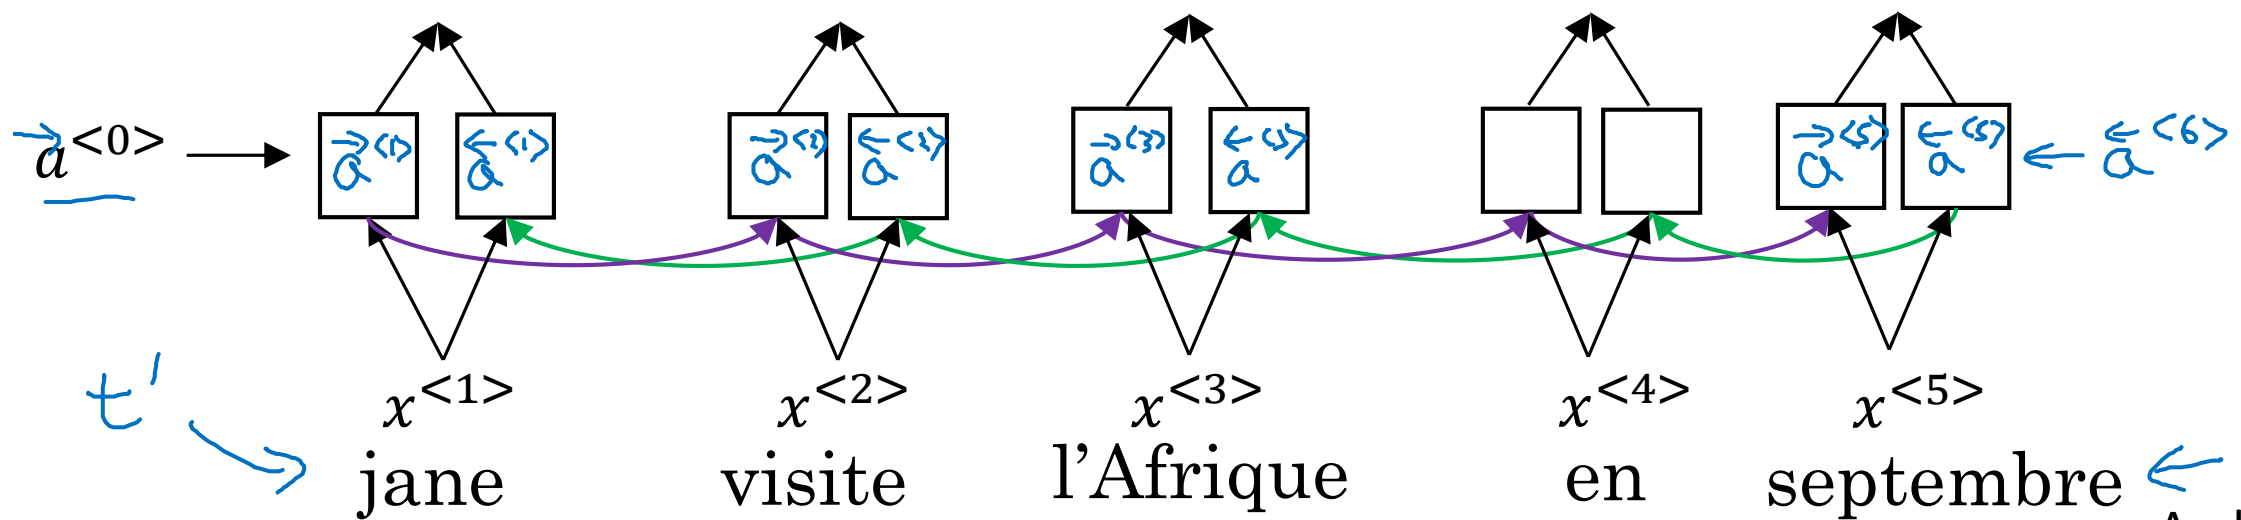 a<0> a<1> a<1> a<2> a<2> a<3> a<3> a<5> a<5> a<6>
t'
x<1> x<2> x<3> x<4> x<5>
jane visite l'Afrique en septembre